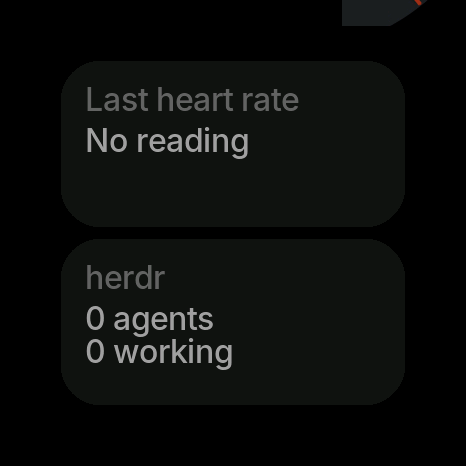 Last heart rate
No reading
herdr
0 agents
0 working